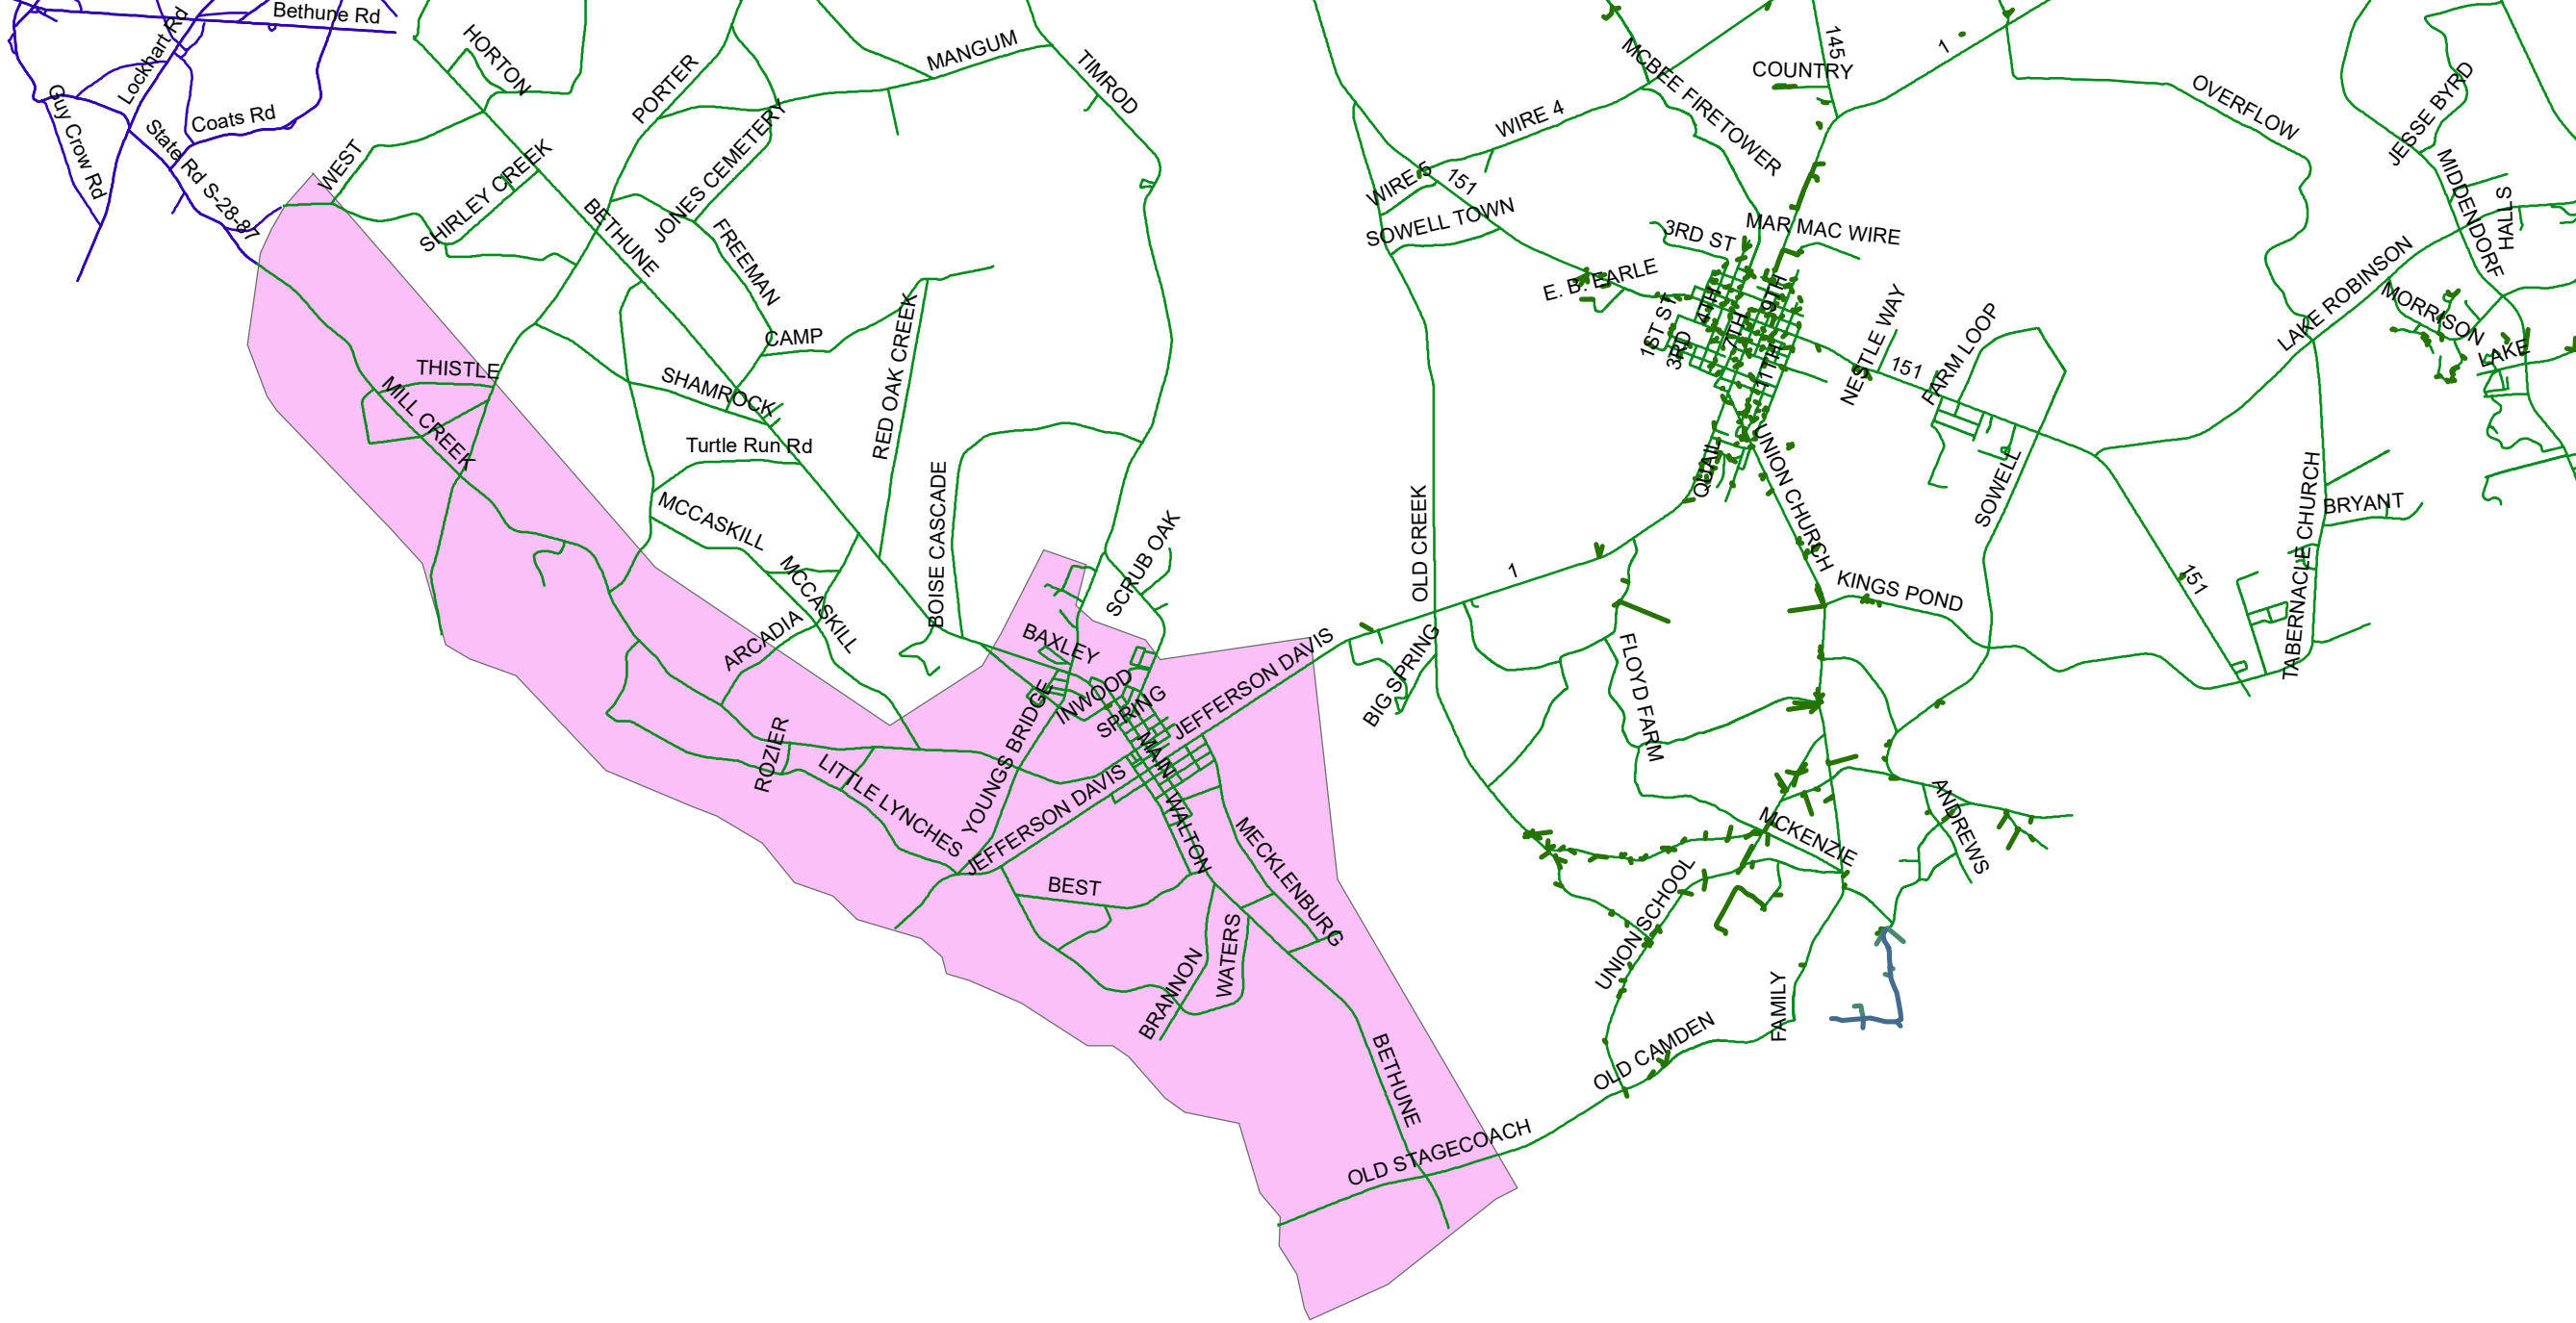 Bethune Rd
Lockhart Rd
Guy Crow Rd
Coats Rd
State Rd S-28-87
HORTON
PORTER
MANGUM
TIMROD
WEST
SHIRLEY CREEK
BETHUNE
JONES CEMETERY
FREEMAN
CAMP
RED OAK CREEK
THISTLE
MILL CREEK
SHAMROCK
Turtle Run Rd
MCCASKILL
MCCASKILL
ARCADIA
BOISE CASCADE
SCRUB OAK
BAXLEY
INWOOD
SPRING
JEFFERSON DAVIS
YOUNGS BRIDGE
MAIN
ROZIER
LITTLE LYNCHES
JEFFERSON DAVIS
WALTON
MECKLENBURG
BEST
BRANNON
WATERS
BETHUNE
OLD STAGECOACH
MCBEE FIRETOWER
COUNTRY
145
1
WIRE 4
WIRE 5
151
SOWELL TOWN
3RD ST
MAR MAC WIRE
E. B. EARLE
1ST ST
3RD
4TH
7TH
9TH
11TH
NESTLE WAY
151
FARM LOOP
QUAIL
UNION CHURCH
SOWELL
OLD CREEK
1
BIG SPRING
KINGS POND
FLOYD FARM
MCKENZIE
ANDREWS
UNION SCHOOL
FAMILY
OLD CAMDEN
OVERFLOW
JESSE BYRD
MIDDENDORF
HALLS
LAKE ROBINSON
MORRISON
LAKE
BRYANT
TABERNACLE CHURCH
151